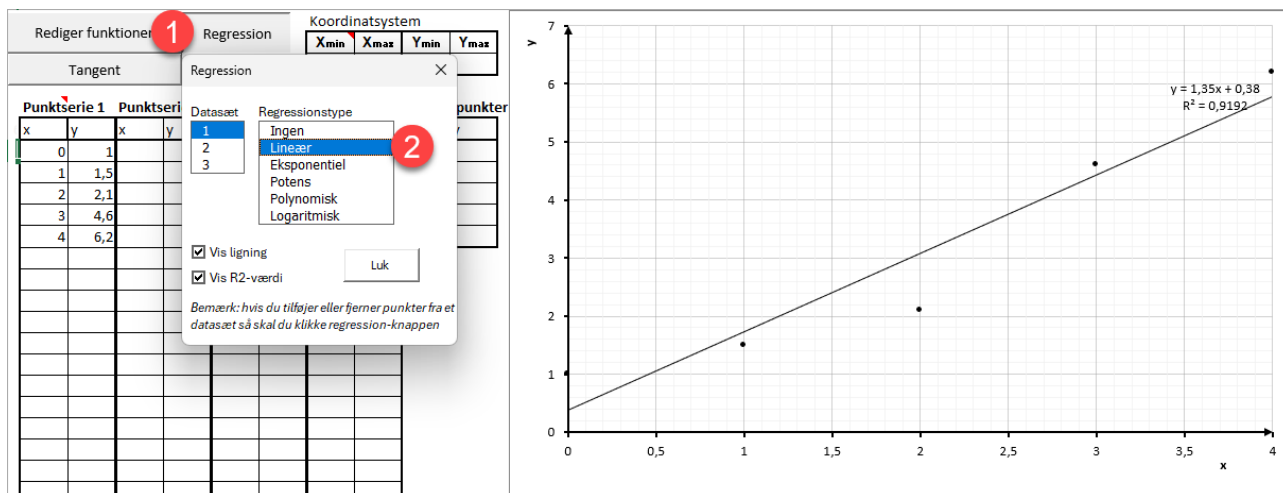 Rediger funktioner
1
Regression
Koordinatsystem
Xmin Xmax Ymin Ymax
Tangent
Regression
Punktserie 1 Punktseri
punkter
x y x y
0 1
1 1,5
2 2,1
3 4,6
4 6,2
Datasæt Regressionstype
1
2
3
Ingen
Lineær
Eksponentiel
Potens
Polynomisk
Logaritmisk
2
Vis ligning
Vis R2-værdi
Luk
Bemærk: hvis du tilføjer eller fjerner punkter fra et
datasæt så skal du klikke regression-knappen
y
7
6
5
4
3
2
1
0
y = 1,35x + 0,38
R² = 0,9192
0 0,5 1 1,5 2 2,5 3 3,5 4
x